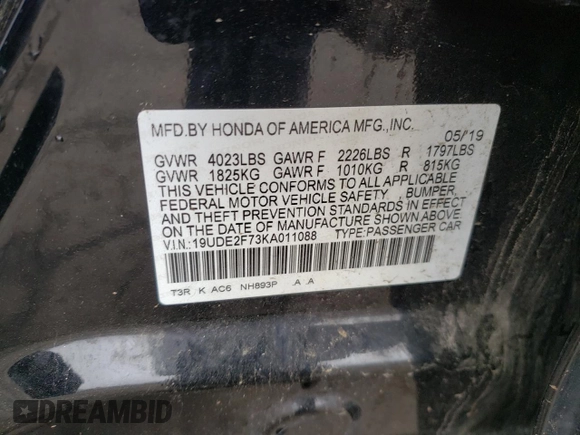 MFD.BY HONDA OF AMERICA MFG.,INC. 05/'19
GVWR 4023LBS GAWR F 2226LBS R 1797LBS
GVWR 1825KG GAWR F 1010KG R 815KG
THIS VEHICLE CONFORMS TO ALL APPLICABLE
FEDERAL MOTOR VEHICLE SAFETY, BUMPER,
AND THEFT PREVENTION STANDARDS IN EFFECT
ON THE DATE OF MANUFACTURE SHOWN ABOVE.
V.I.N.:19UDE2F73KA011088 TYPE:PASSENGER CAR
T3R K AC6 NH893P .A .A
DREAMBID